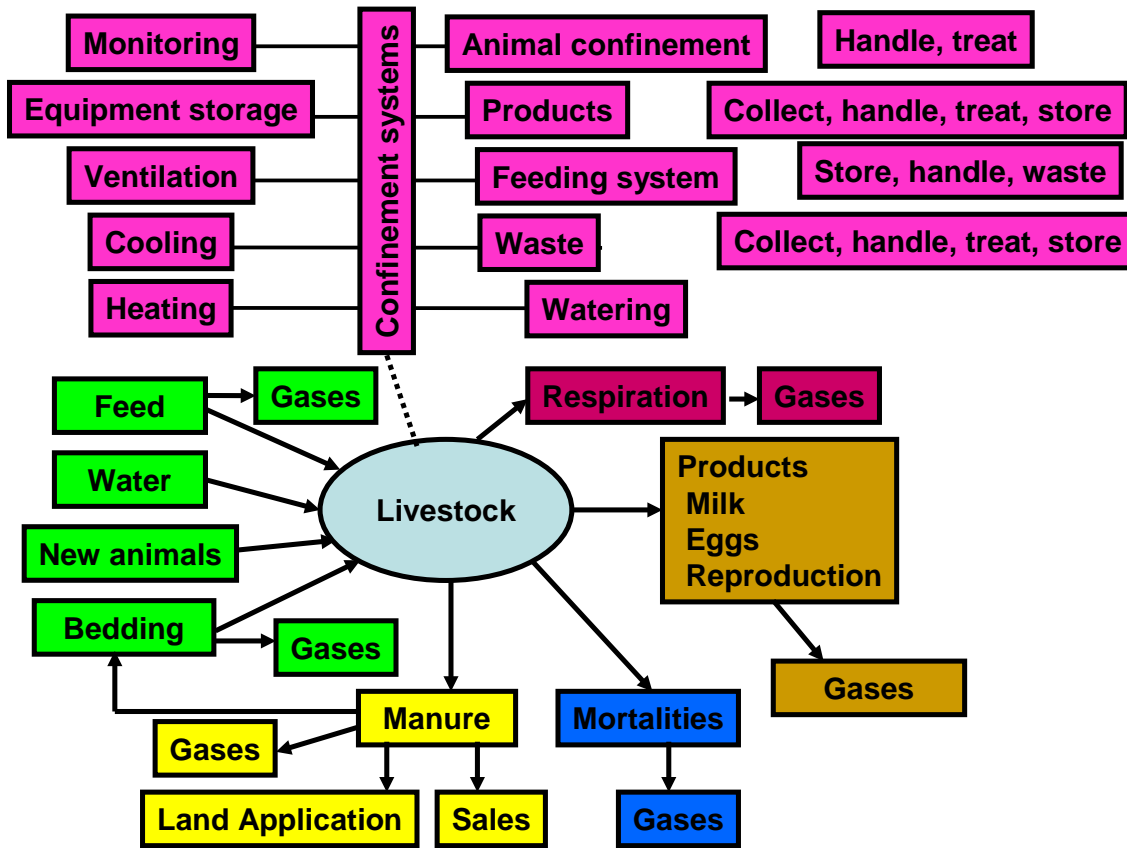 Monitoring
Animal confinement
Handle, treat
Equipment storage
Products
Collect, handle, treat, store
Ventilation
Feeding system
Store, handle, waste
Cooling
Waste
Collect, handle, treat, store
Heating
Watering
Confinement systems
Feed
Gases
Respiration
Gases
Water
Livestock
Products
Milk
Eggs
Reproduction
New animals
Bedding
Gases
Gases
Manure
Mortalities
Gases
Land Application
Sales
Gases